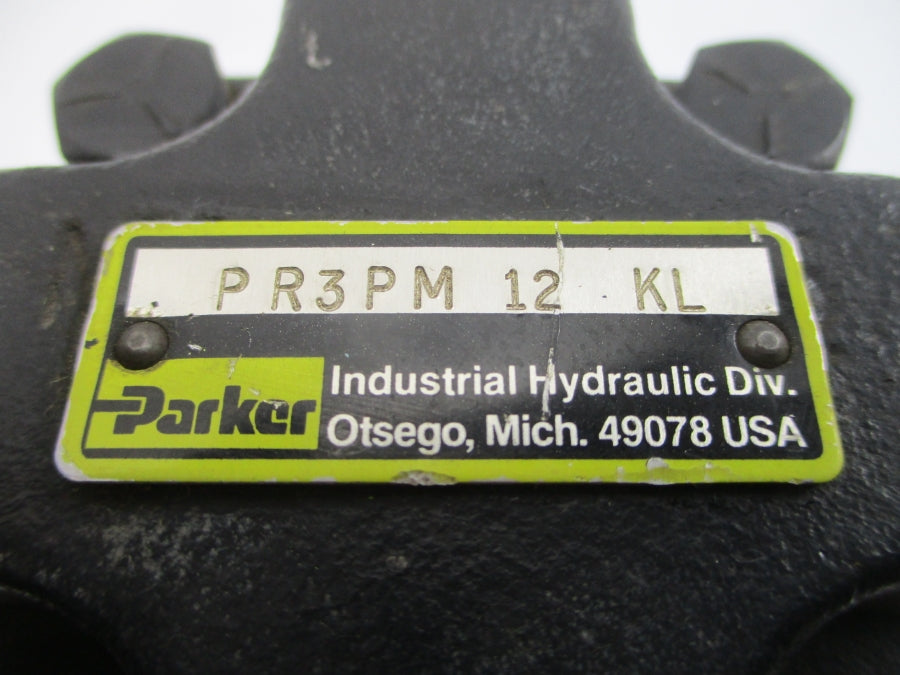 PR3PM 12 KL
Parker
Industrial Hydraulic Div.
Otsego, Mich. 49078 USA